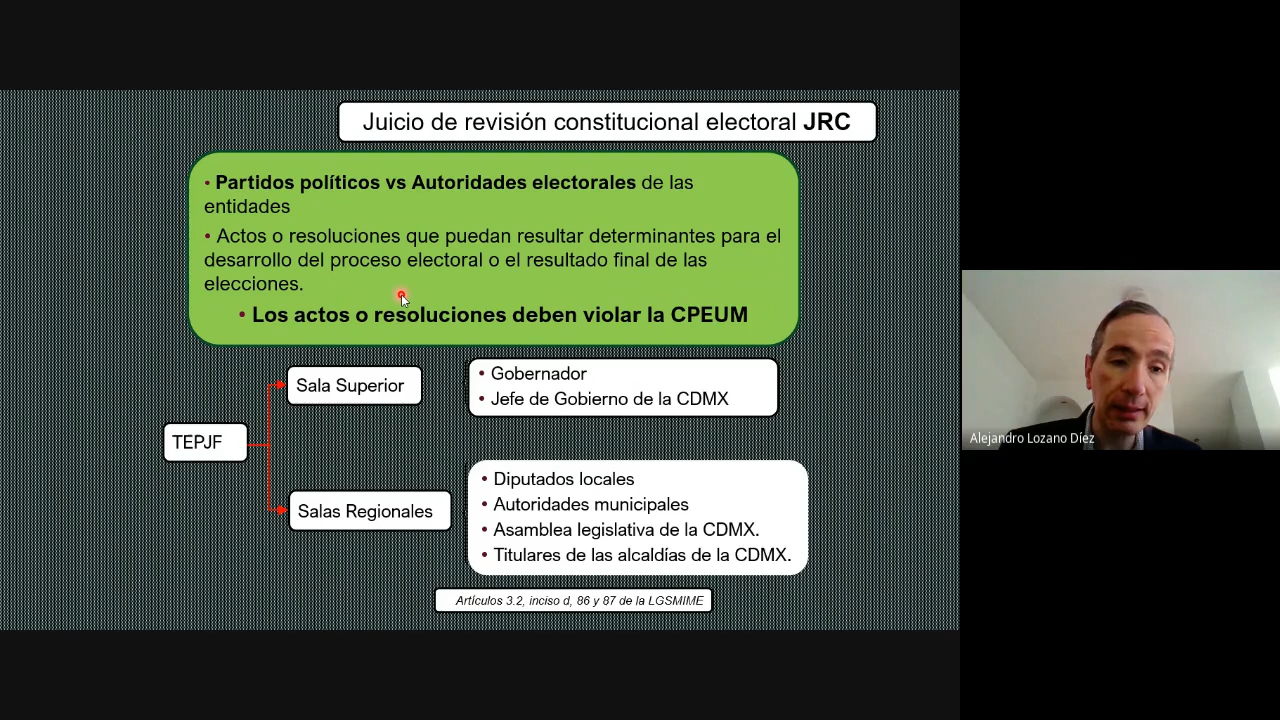 Juicio de revisión constitucional electoral JRC
• Partidos políticos vs Autoridades electorales de las
entidades
• Actos o resoluciones que puedan resultar determinantes para el
desarrollo del proceso electoral o el resultado final de las
elecciones.
• Los actos o resoluciones deben violar la CPEUM
TEPJF
Sala Superior
• Gobernador
• Jefe de Gobierno de la CDMX
Salas Regionales
• Diputados locales
• Autoridades municipales
• Asamblea legislativa de la CDMX.
• Titulares de las alcaldías de la CDMX.
Artículos 3.2, inciso d, 86 y 87 de la LGSMIME
Alejandro Lozano Díez